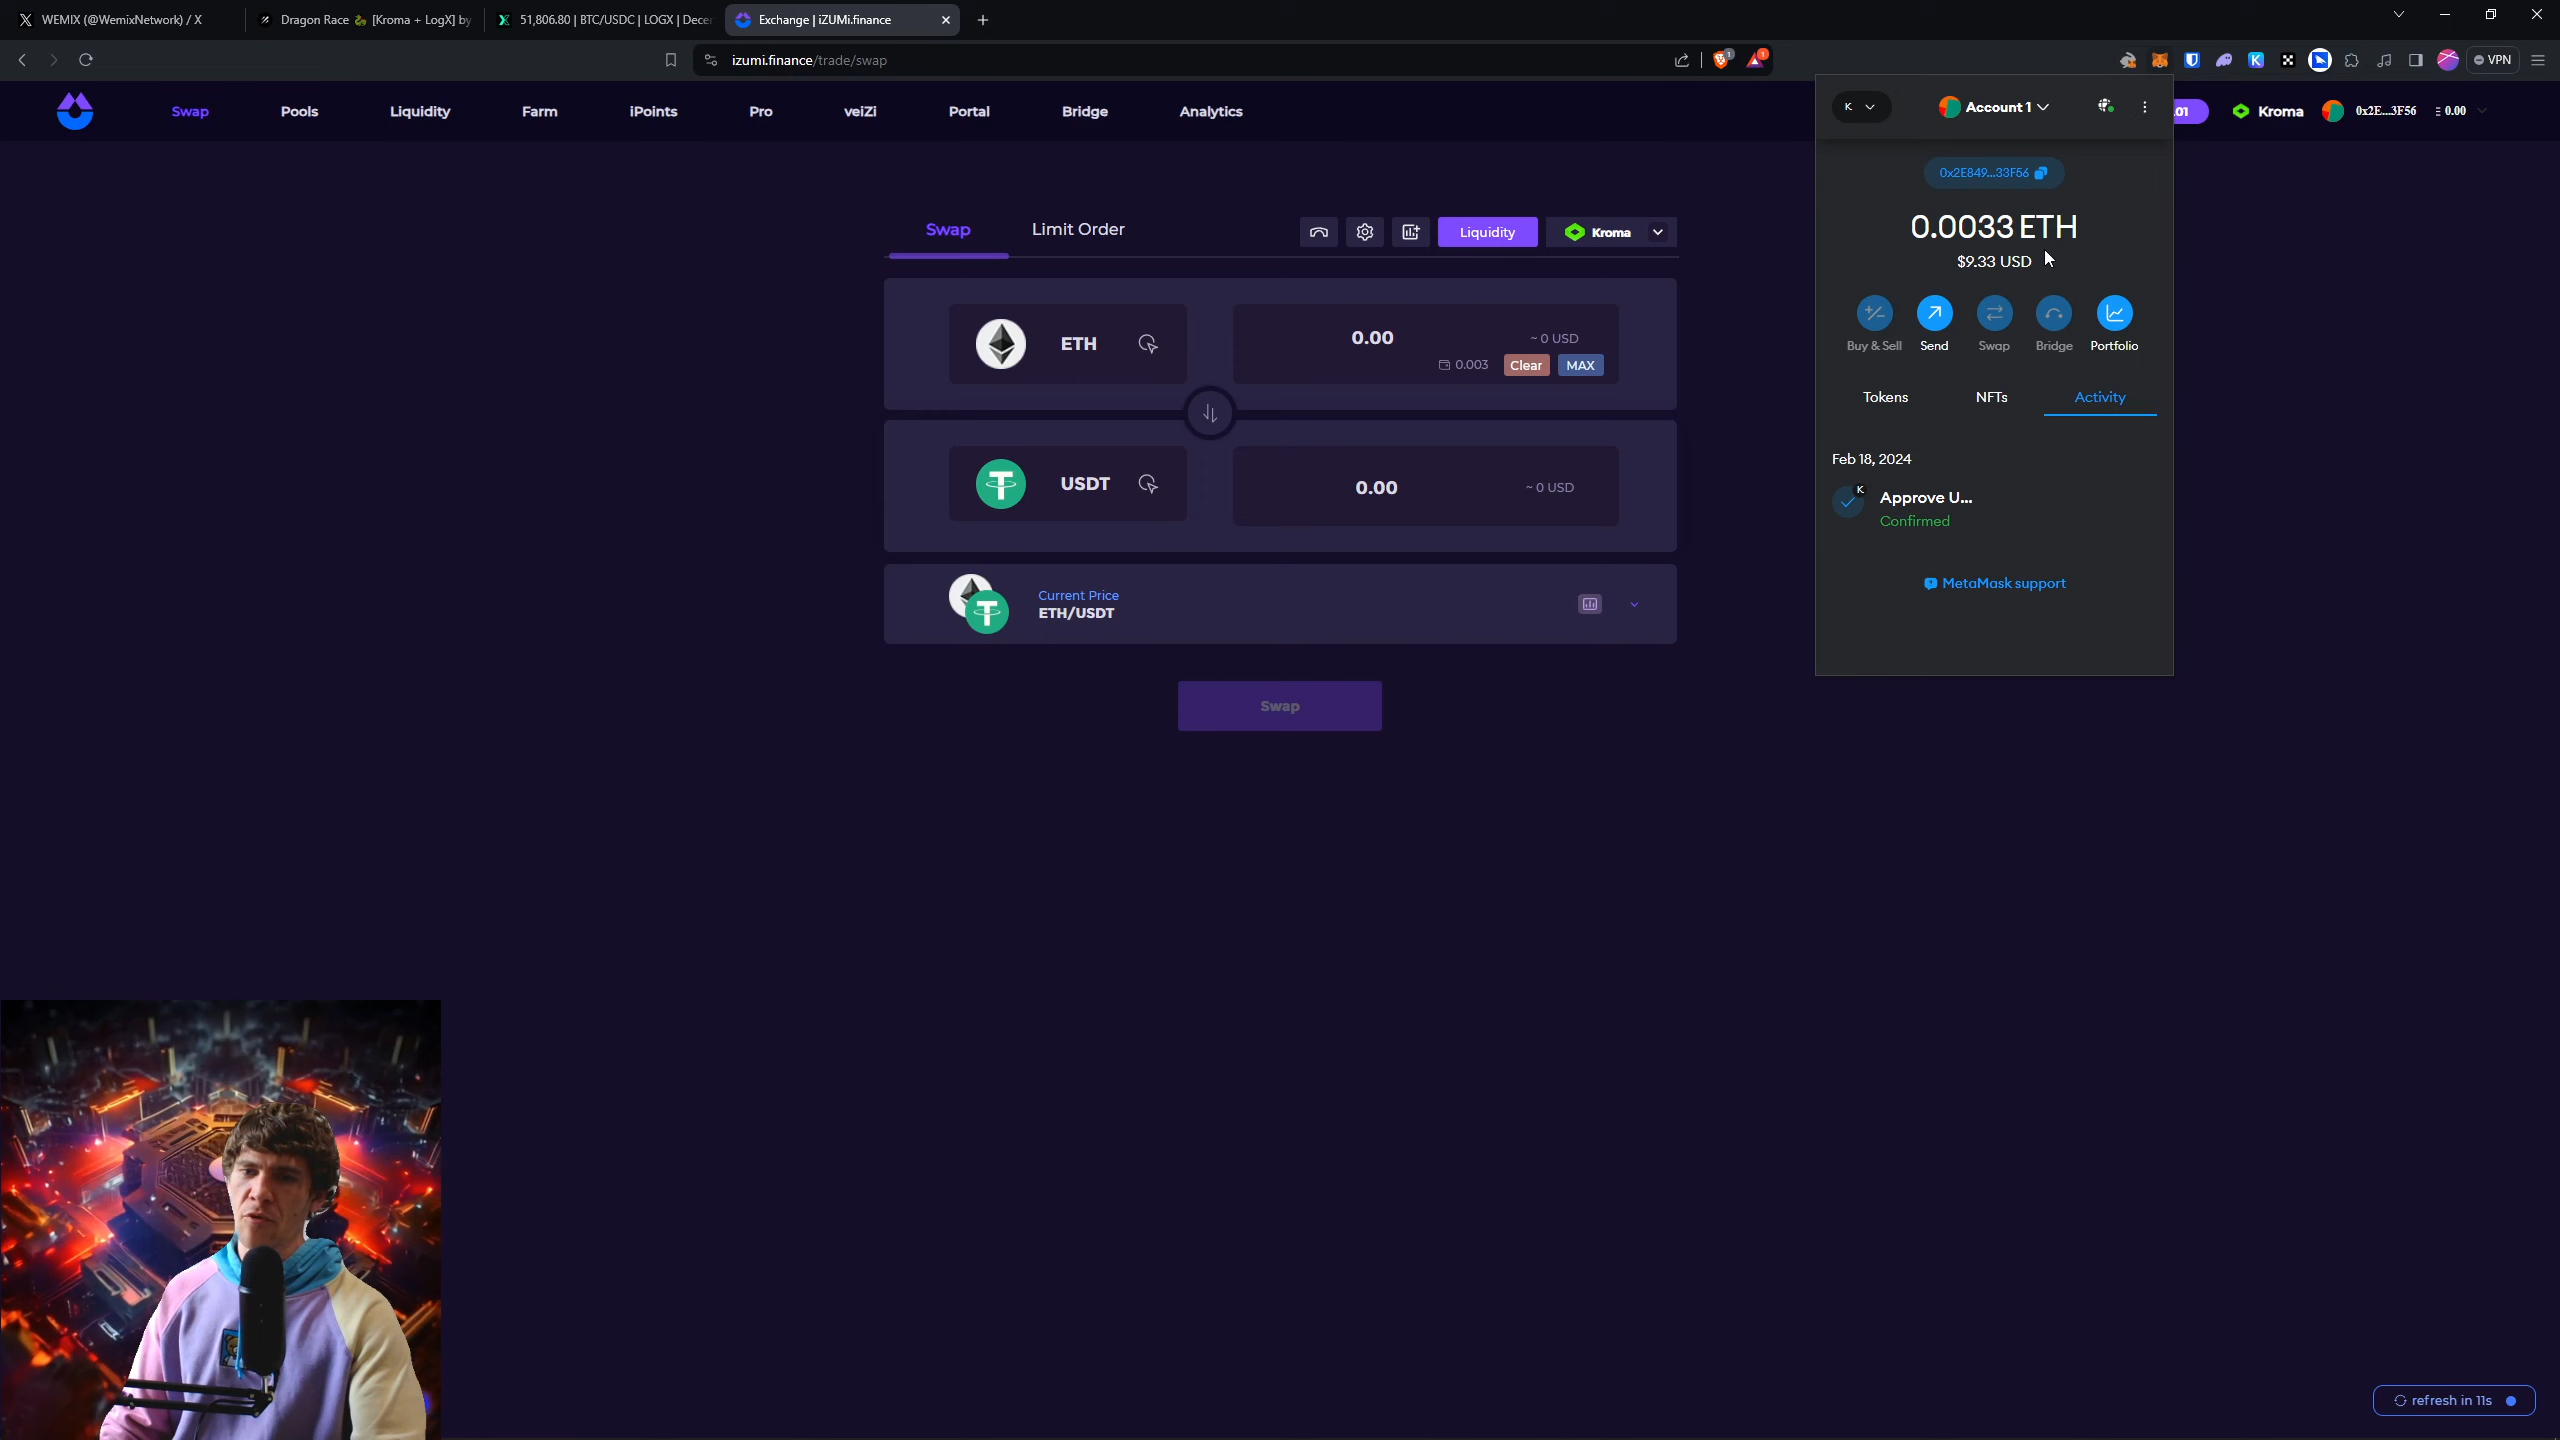 WEMIX (@WemixNetwork) / X
Dragon Race 🐉 [Kroma + LogX] by
51,806.80 | BTC/USDC | LOGX | Decer
Exchange | iZUMi.finance
izumi.finance/trade/swap
1
1
VPN
Swap
Pools
Liquidity
Farm
iPoints
Pro
veiZi
Portal
Bridge
Analytics
K
Account 1
.01
Kroma
0x2E...3F56
0.00
0x2E849...33F56
0.0033 ETH
$9.33 USD
Buy & Sell
Send
Swap
Bridge
Portfolio
Tokens
NFTs
Activity
Feb 18, 2024
K
Approve U...
Confirmed
MetaMask support
Swap
Limit Order
Liquidity
Kroma
ETH
0.00
~ 0 USD
0.003
Clear
MAX
USDT
0.00
~ 0 USD
Current Price
ETH/USDT
Swap
refresh in 11s